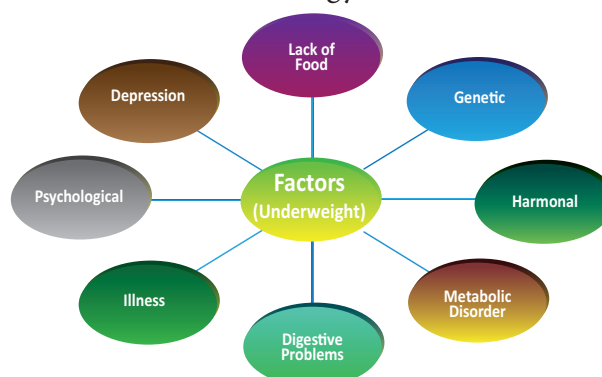 Lack of
Food
Genetic
Harmonal
Metabolic
Disorder
Digestive
Problems
Illness
Psychological
Depression
Factors
(Underweight)